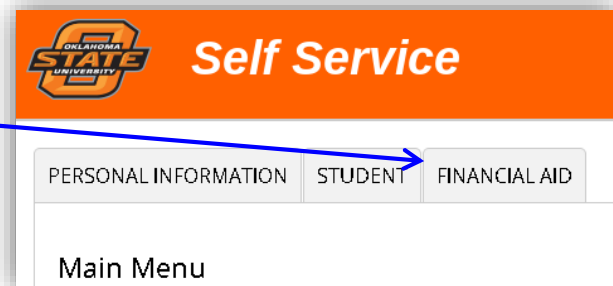 OKLAHOMA
STATE
UNIVERSITY
Self Service
PERSONAL INFORMATION STUDENT FINANCIAL AID
Main Menu